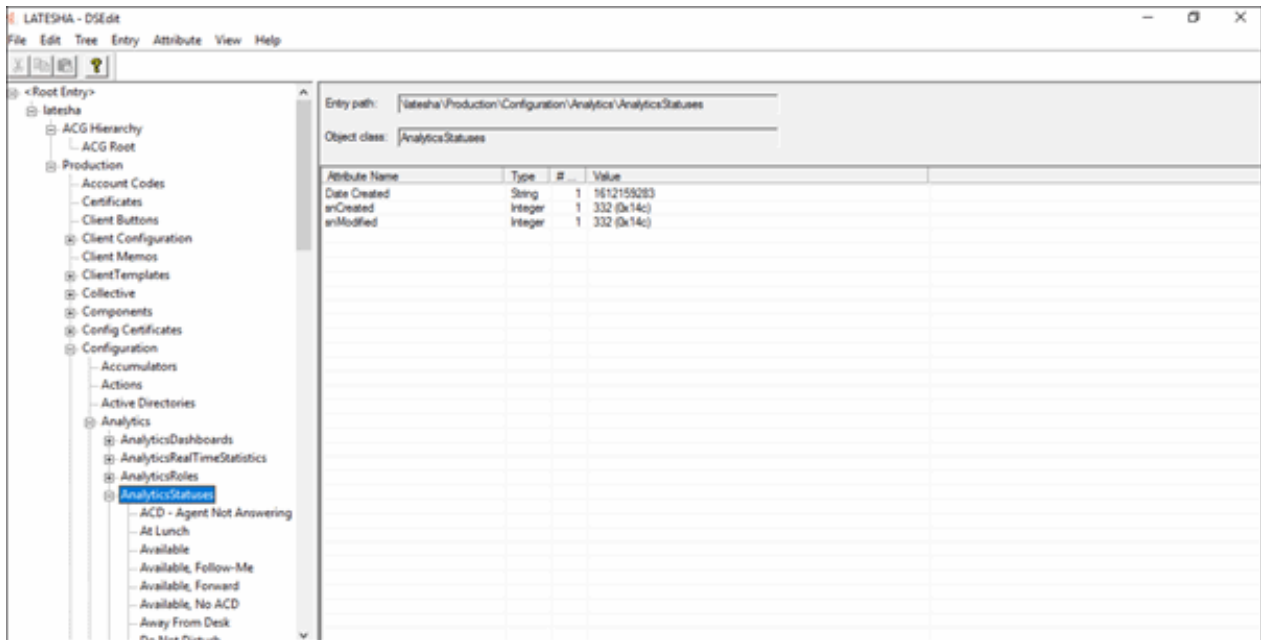 LATESHA - DSEdit
File Edit Tree Entry Attribute View Help
<Root Entry>
latesha
ACG Hierarchy
ACG Root
Production
Account Codes
Certificates
Client Buttons
Client Configuration
Client Memos
ClientTemplates
Collective
Components
Config Certificates
Configuration
Accumulators
Actions
Active Directories
Analytics
AnalyticsDashboards
AnalyticsRealTimeStatistics
AnalyticsRoles
AnalyticsStatuses
ACD - Agent Not Answering
At Lunch
Available
Available, Follow-Me
Available, Forward
Available, No ACD
Away From Desk
Do Not Disturb
Entry path: \latesha\Production\Configuration\Analytics\AnalyticsStatuses
Object class: AnalyticsStatuses
Attribute Name Type # ... Value
Date Created String 1 1612159283
snCreated Integer 1 332 (0x14c)
snModified Integer 1 332 (0x14c)